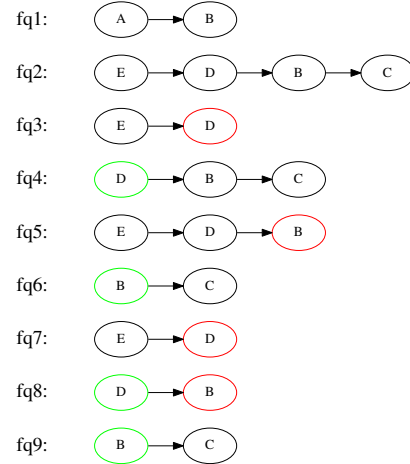 fq1: A B
fq2: E D B C
fq3: E D
fq4: D B C
fq5: E D B
fq6: B C
fq7: E D
fq8: D B
fq9: B C